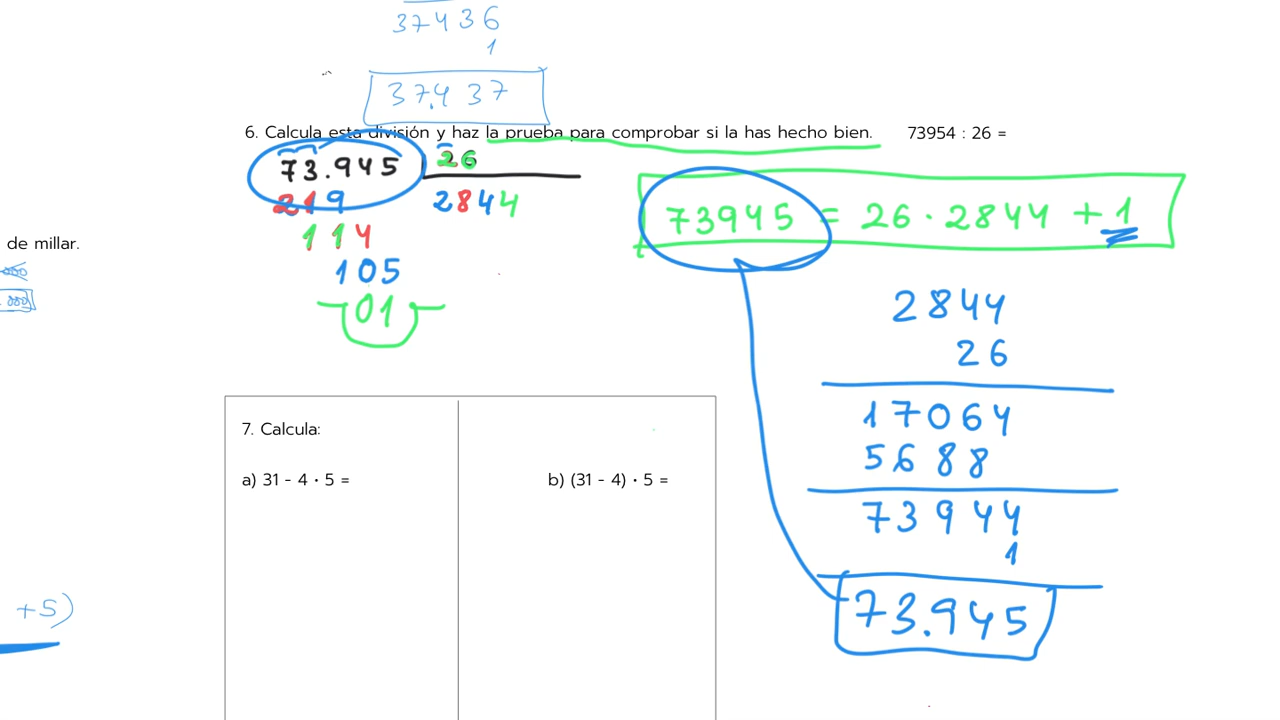 37436
1
37.437
6. Calcula esta división y haz la prueba para comprobar si la has hecho bien. 73954 : 26 =
73.945 26
219 2844
114
105
01
73945 = 26 · 2844 + 1
2844
26
17064
5688
73944
1
73.945
de millar.
7. Calcula:
a) 31 - 4 · 5 =
b) (31 - 4) · 5 =
+5)